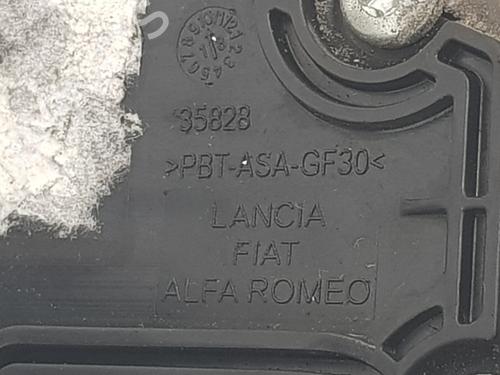 35828
>PBT-ASA-GF30<
LANCIA
FIAT
ALFA ROMEO